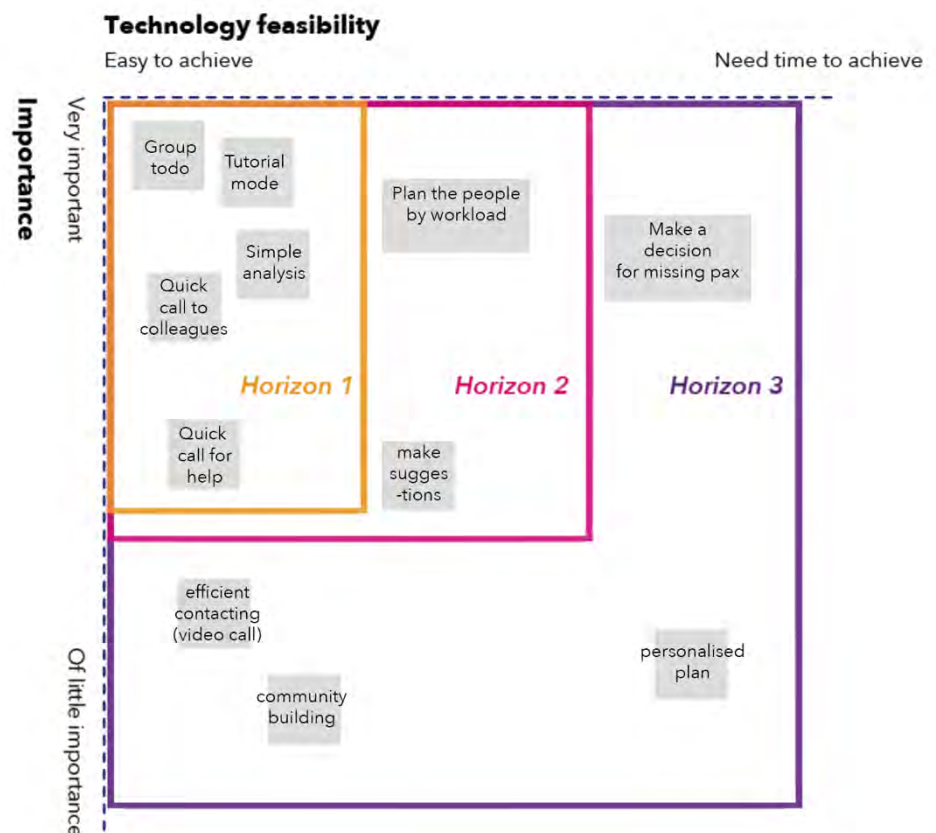 Technology feasibility
Easy to achieve
Need time to achieve
Importance
Very important
Of little importance
Group
todo
Tutorial
mode
Simple
analysis
Quick
call to
colleagues
Horizon 1
Quick
call for
help
Plan the people
by workload
Horizon 2
make
sugges
-tions
Make a
decision
for missing pax
Horizon 3
efficient
contacting
(video call)
community
building
personalised
plan